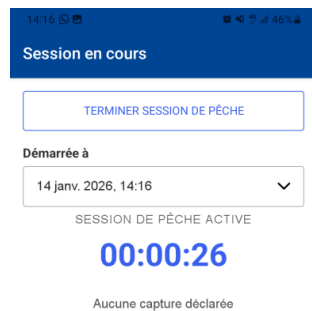 14:16 46%
Session en cours
TERMINER SESSION DE PÊCHE
Démarrée à
14 janv. 2026, 14:16
SESSION DE PÊCHE ACTIVE
00:00:26
Aucune capture déclarée